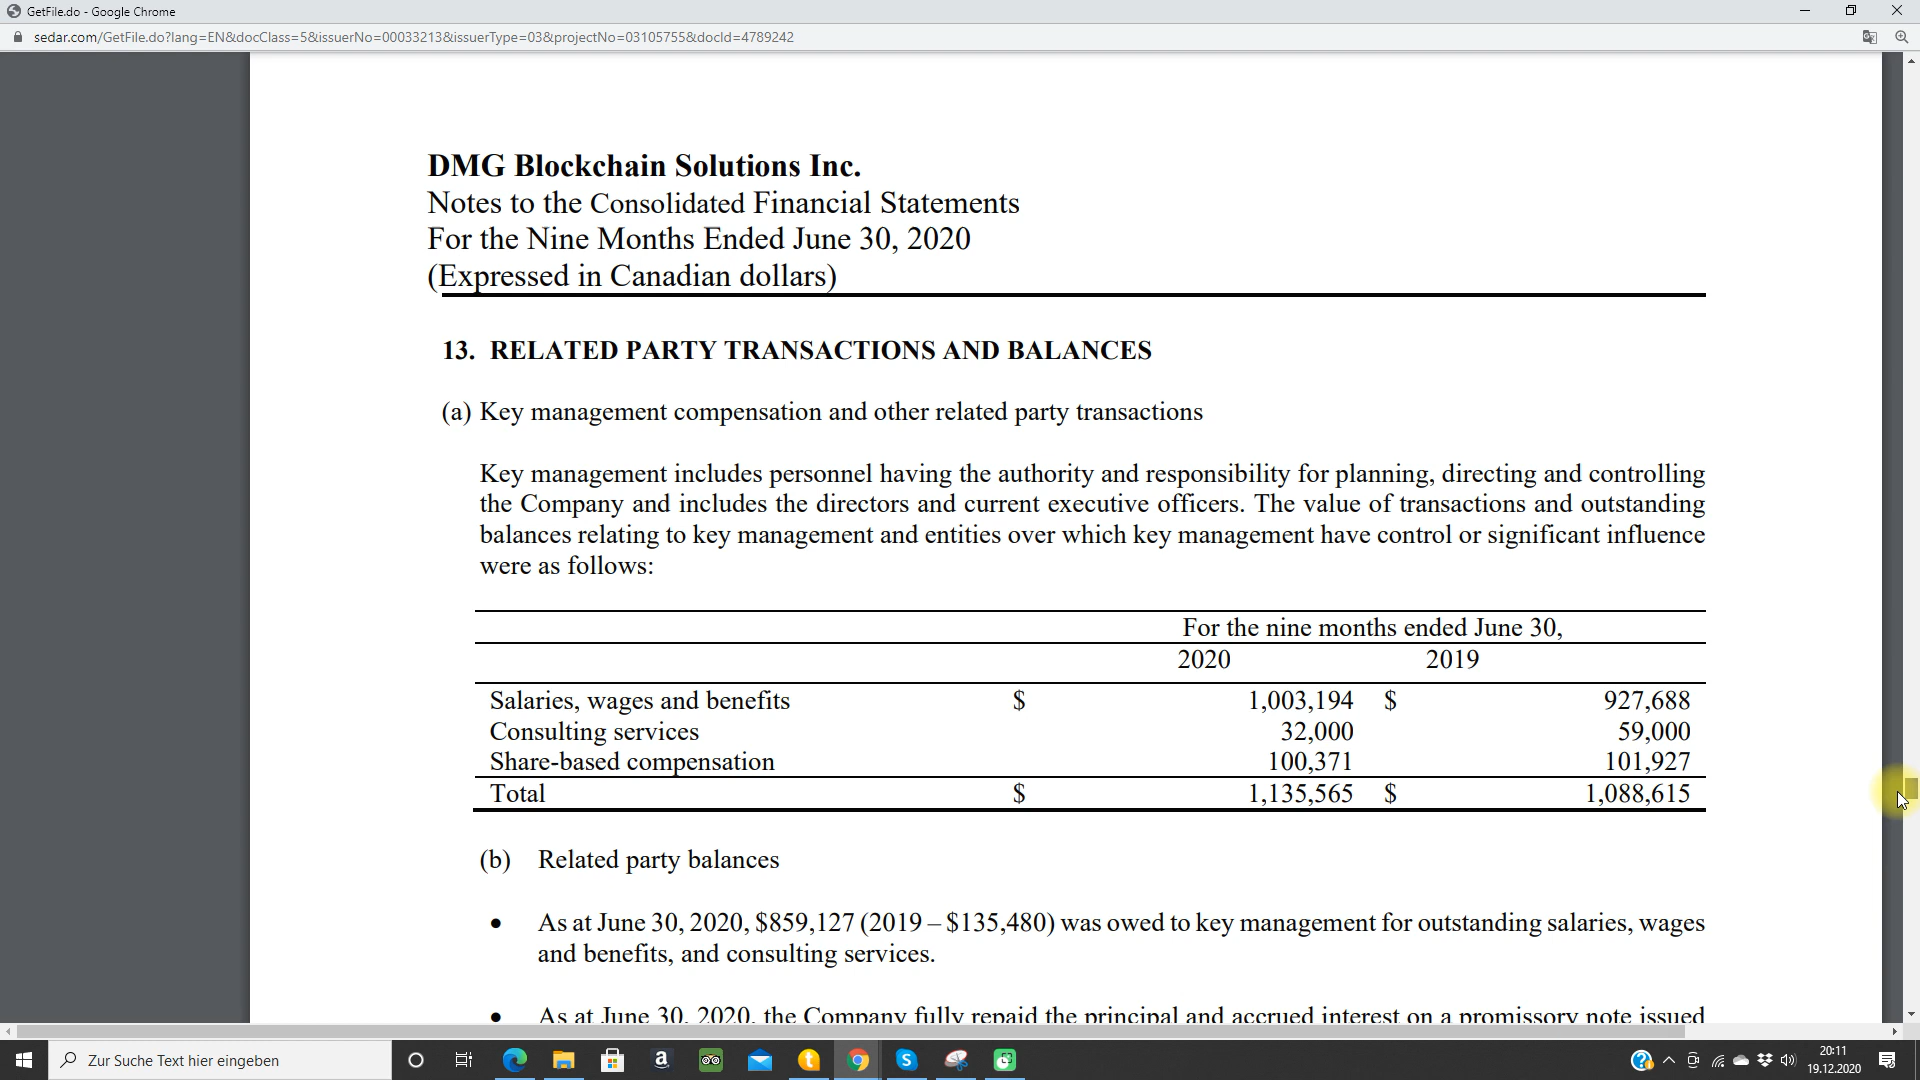 GetFile.do - Google Chrome
sedar.com/GetFile.do?lang=EN&docClass=5&issuerNo=00033213&issuerType=03&projectNo=03105755&docId=4789242
DMG Blockchain Solutions Inc.
Notes to the Consolidated Financial Statements
For the Nine Months Ended June 30, 2020
(Expressed in Canadian dollars)
13. RELATED PARTY TRANSACTIONS AND BALANCES
(a) Key management compensation and other related party transactions
Key management includes personnel having the authority and responsibility for planning, directing and controlling
the Company and includes the directors and current executive officers. The value of transactions and outstanding
balances relating to key management and entities over which key management have control or significant influence
were as follows:
For the nine months ended June 30,
2020 2019
Salaries, wages and benefits $ 1,003,194 $ 927,688
Consulting services 32,000 59,000
Share-based compensation 100,371 101,927
Total $ 1,135,565 $ 1,088,615
(b) Related party balances
• As at June 30, 2020, $859,127 (2019 – $135,480) was owed to key management for outstanding salaries, wages
and benefits, and consulting services.
• As at June 30, 2020, the Company fully repaid the principal and accrued interest on a promissory note issued
Zur Suche Text hier eingeben
20:11
19.12.2020